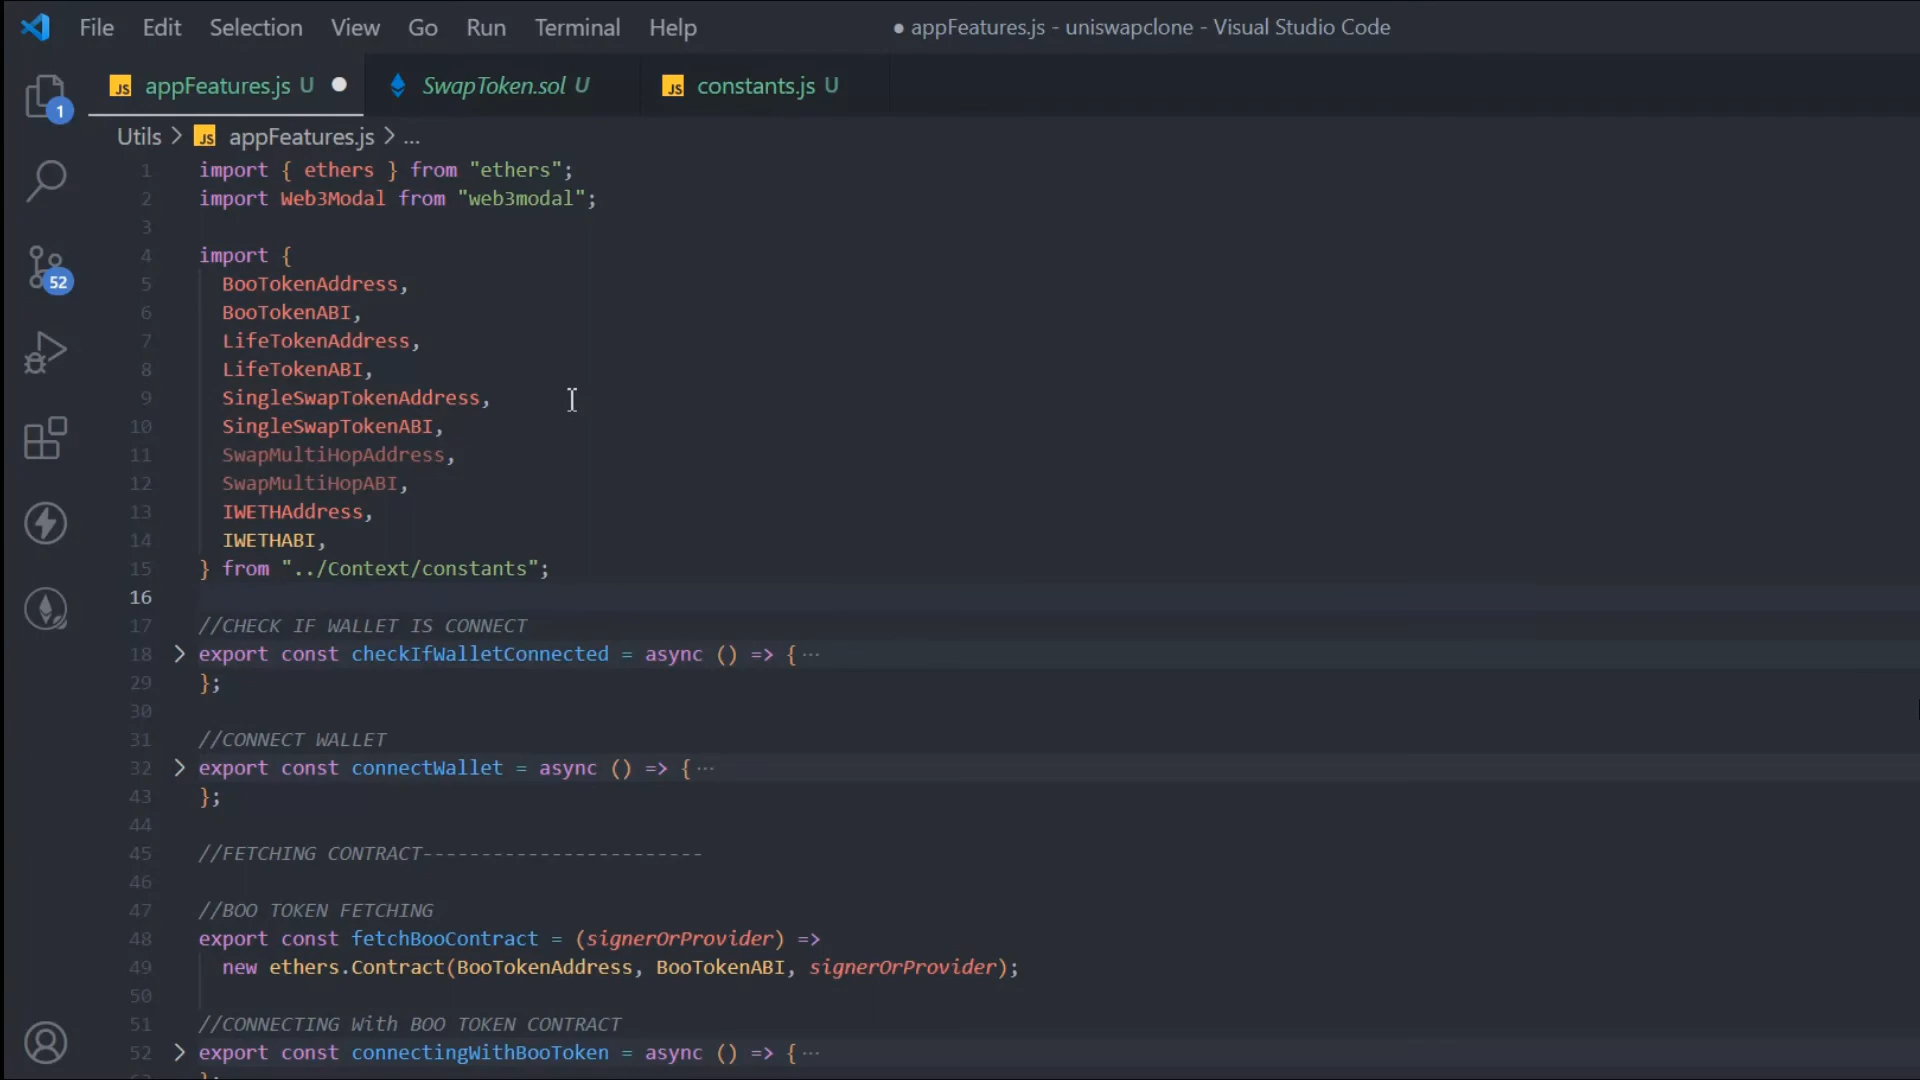 File Edit Selection View Go Run Terminal Help ● appFeatures.js - uniswapclone - Visual Studio Code
JS appFeatures.js U ● SwapToken.sol U JS constants.js U
Utils > JS appFeatures.js > ...
1
52
1 import { ethers } from "ethers";
2 import Web3Modal from "web3modal";
3
4 import {
5 BooTokenAddress,
6 BooTokenABI,
7 LifeTokenAddress,
8 LifeTokenABI,
9 SingleSwapTokenAddress,
10 SingleSwapTokenABI,
11 SwapMultiHopAddress,
12 SwapMultiHopABI,
13 IWETHAddress,
14 IWETHABI,
15 } from "../Context/constants";
16
17 //CHECK IF WALLET IS CONNECT
18 > export const checkIfWalletConnected = async () => { ···
29 };
30
31 //CONNECT WALLET
32 > export const connectWallet = async () => { ···
43 };
44
45 //FETCHING CONTRACT------------------------
46
47 //BOO TOKEN FETCHING
48 export const fetchBooContract = (signerOrProvider) =>
49 new ethers.Contract(BooTokenAddress, BooTokenABI, signerOrProvider);
50
51 //CONNECTING With BOO TOKEN CONTRACT
52 > export const connectingWithBooToken = async () => { ···